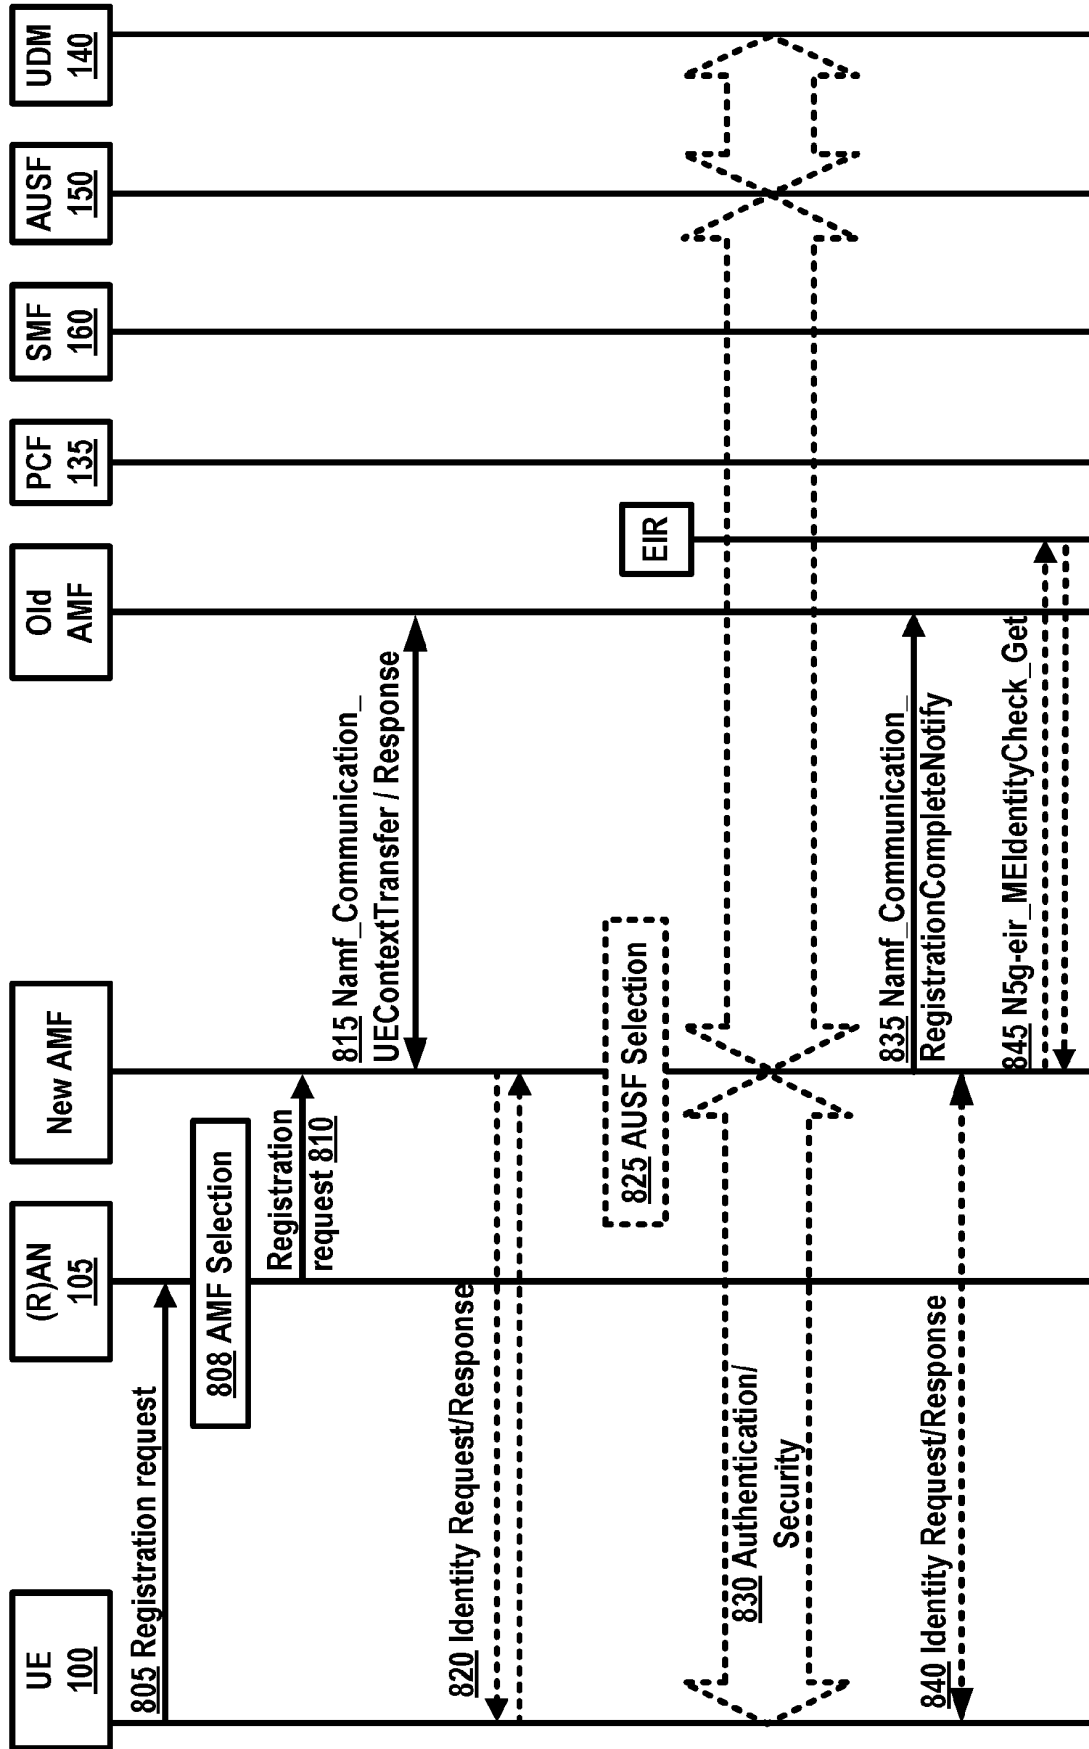 UE
100
(R)AN
105
New AMF
Old
AMF
PCF
135
SMF
160
AUSF
150
UDM
140
805 Registration request
808 AMF Selection
Registration
request 810
815 Namf_Communication_
UEContextTransfer / Response
820 Identity Request/Response
825 AUSF Selection
EIR
830 Authentication/
Security
835 Namf_Communication_
RegistrationCompleteNotify
840 Identity Request/Response
845 N5g-eir_MEIdentityCheck_Get